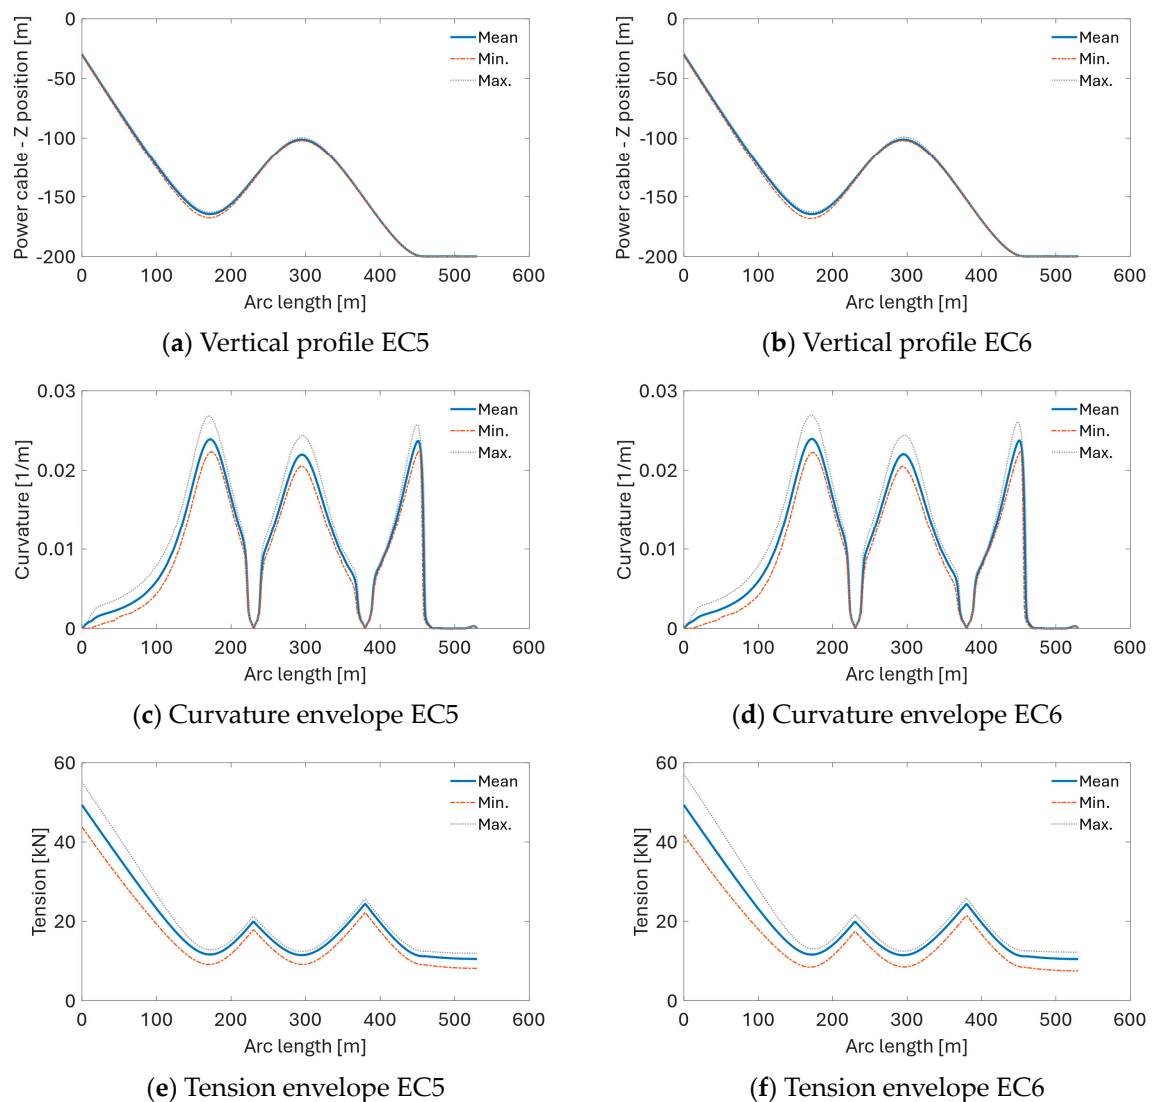 0
-50
-100
-150
-200
Power cable - Z position [m]
Mean
Min.
Max.
0 100 200 300 400 500 600
Arc length [m]
(a) Vertical profile EC5
0
-50
-100
-150
-200
Power cable - Z position [m]
Mean
Min.
Max.
0 100 200 300 400 500 600
Arc length [m]
(b) Vertical profile EC6
0.03
0.02
0.01
0
Curvature [1/m]
Mean
Min.
Max.
0 100 200 300 400 500 600
Arc length [m]
(c) Curvature envelope EC5
0.03
0.02
0.01
0
Curvature [1/m]
Mean
Min.
Max.
0 100 200 300 400 500 600
Arc length [m]
(d) Curvature envelope EC6
60
40
20
0
Tension [kN]
Mean
Min.
Max.
0 100 200 300 400 500 600
Arc length [m]
(e) Tension envelope EC5
60
40
20
0
Tension [kN]
Mean
Min.
Max.
0 100 200 300 400 500 600
Arc length [m]
(f) Tension envelope EC6